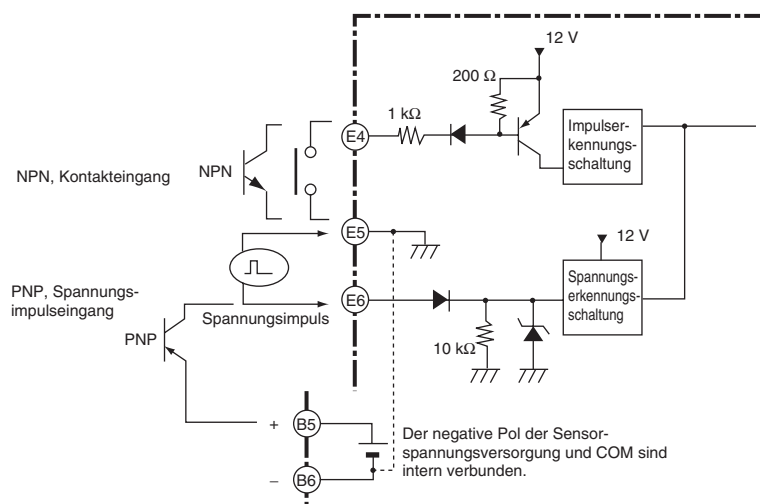 12 V
200 Ω
1 kΩ
E4
Impulser-
kennungs-
schaltung
NPN, Kontakteingang
NPN
E5
12 V
PNP, Spannungs-
impulseingang
E6
Spannungs-
erkennungs-
schaltung
Spannungsimpuls
PNP
10 kΩ
+
B5
Der negative Pol der Sensor-
spannungsversorgung und COM sind
intern verbunden.
–
B6